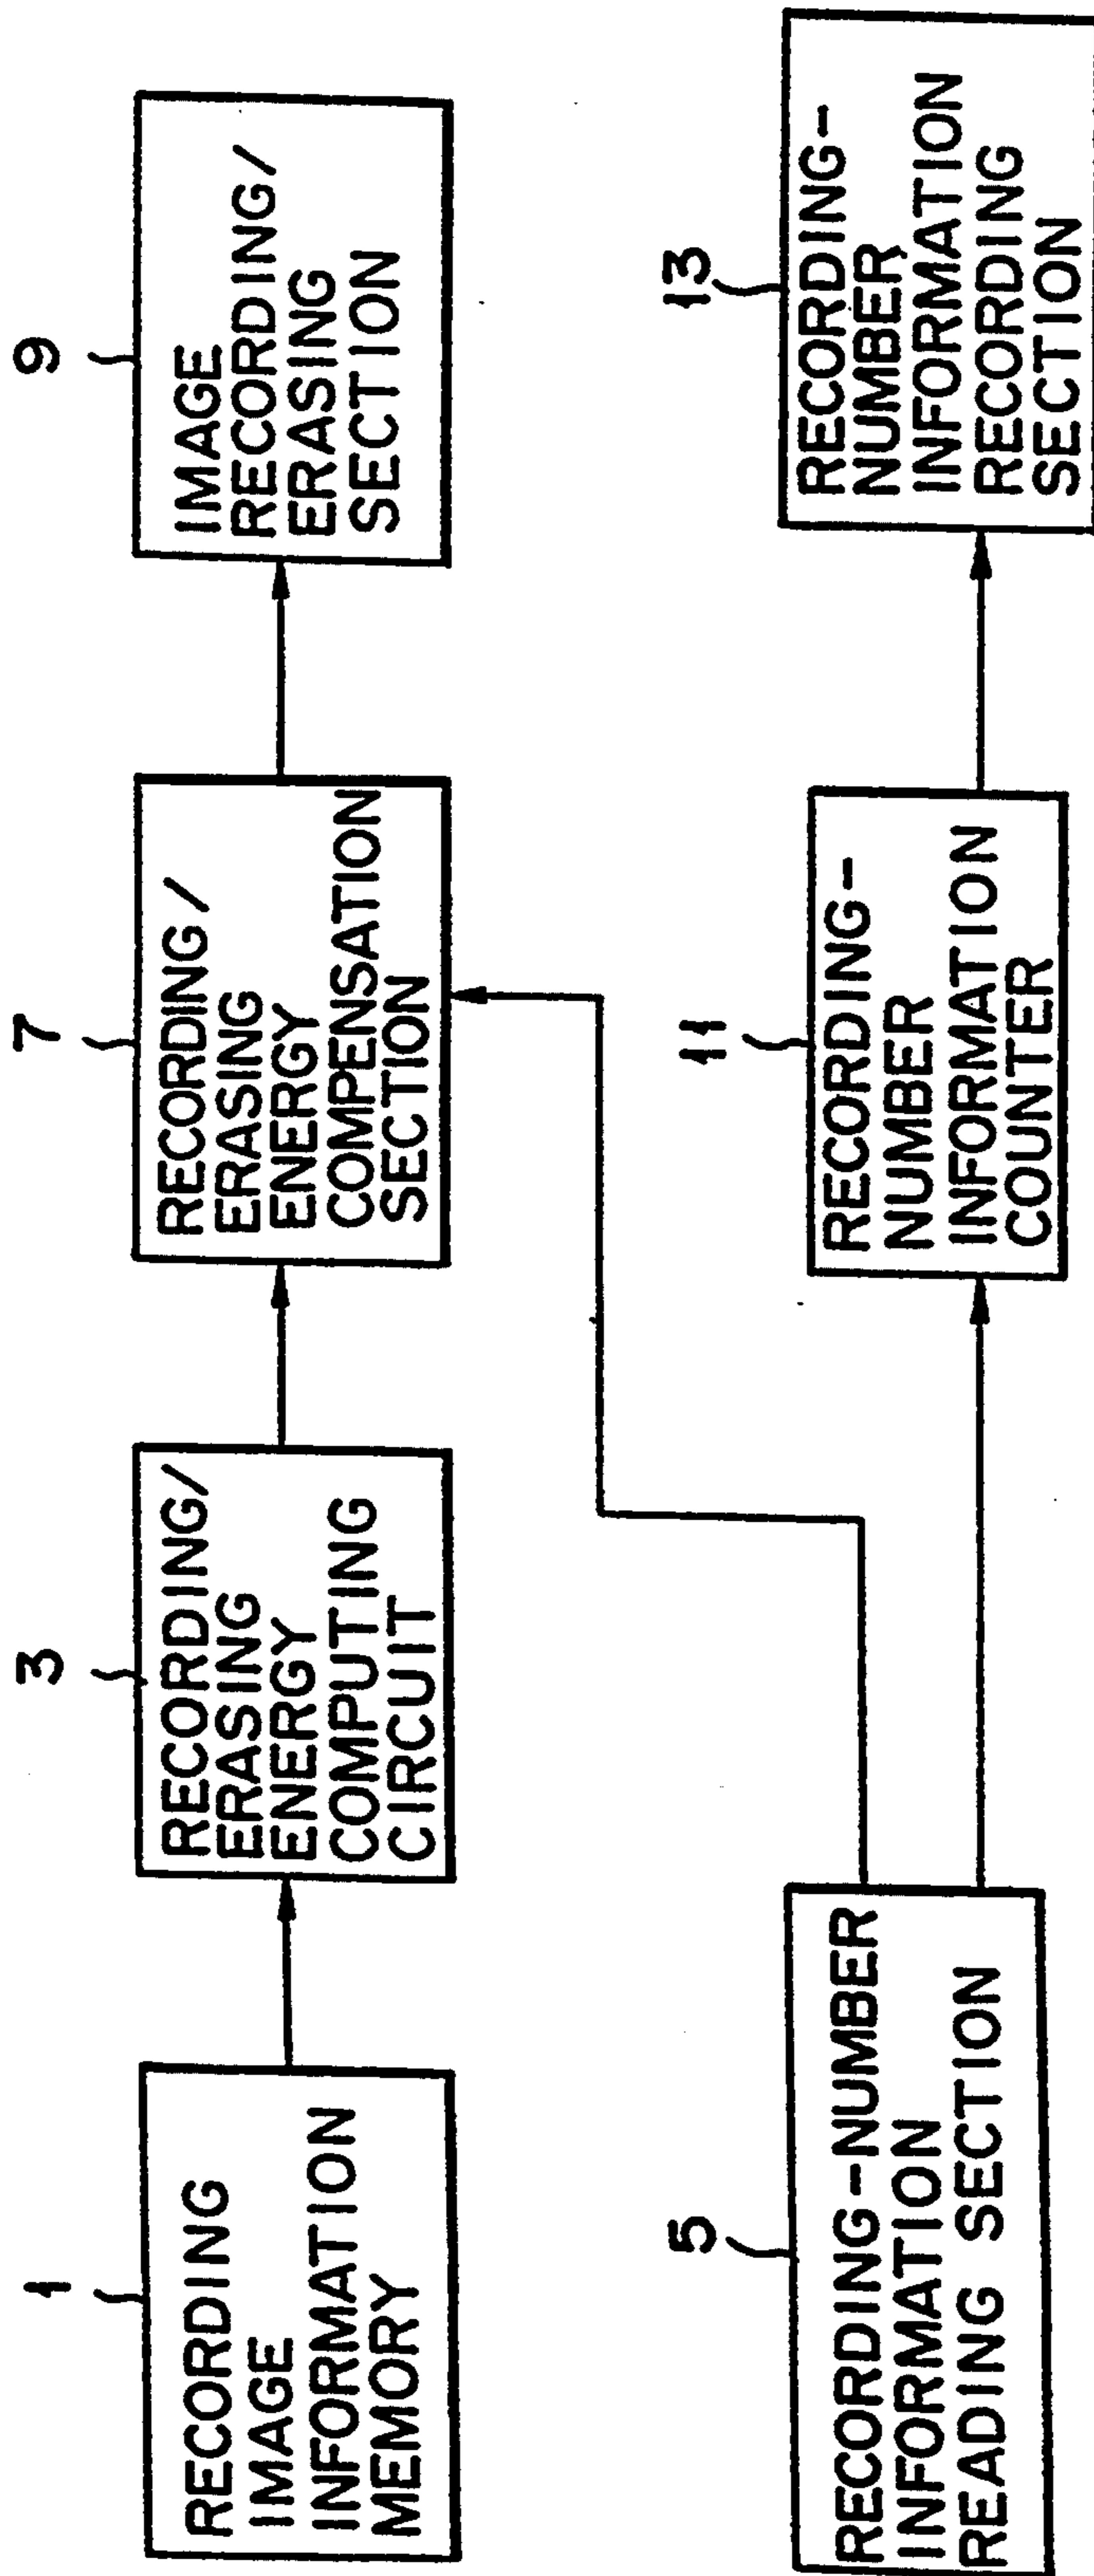 1
RECORDING
IMAGE
INFORMATION
MEMORY
3
RECORDING/
ERASING
ENERGY
COMPUTING
CIRCUIT
7
RECORDING/
ERASING
ENERGY
COMPENSATION
SECTION
9
IMAGE
RECORDING/
ERASING
SECTION
5
RECORDING-NUMBER
INFORMATION
READING SECTION
11
RECORDING-
NUMBER
INFORMATION
COUNTER
13
RECORDING-
NUMBER
INFORMATION
RECORDING
SECTION